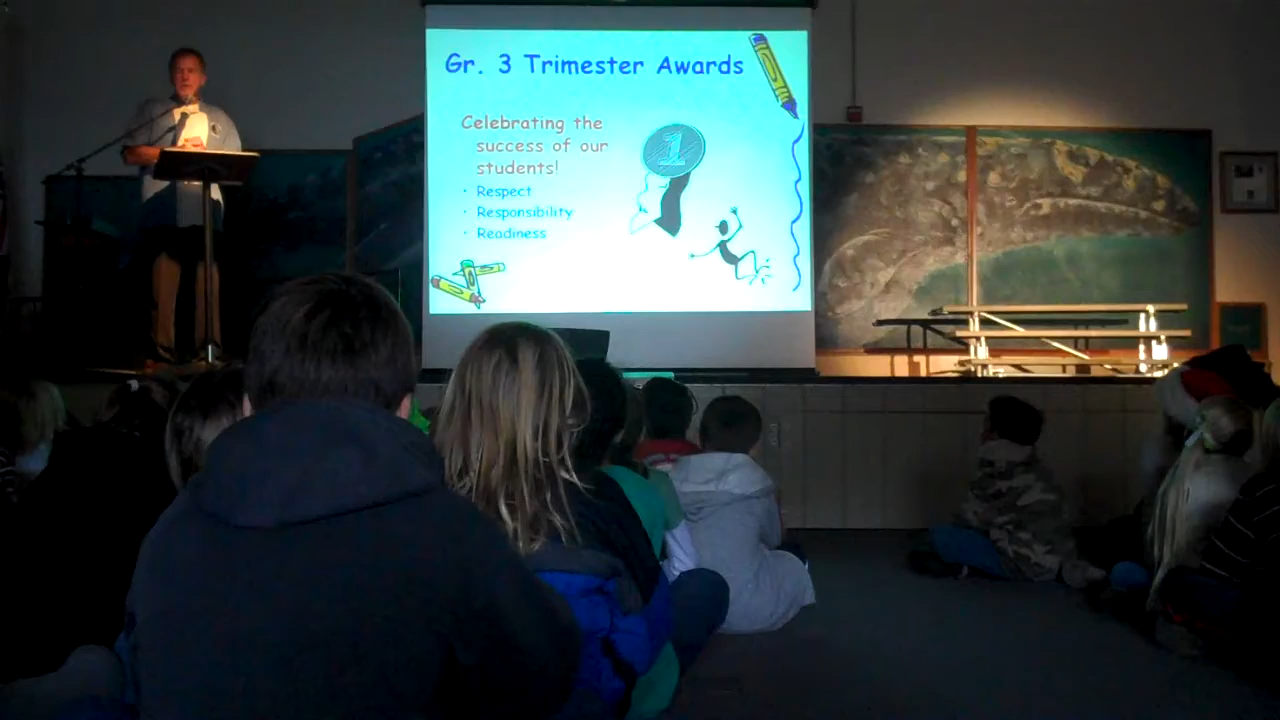 Gr. 3 Trimester Awards
Celebrating the
success of our
students!
• Respect
• Responsibility
• Readiness
1